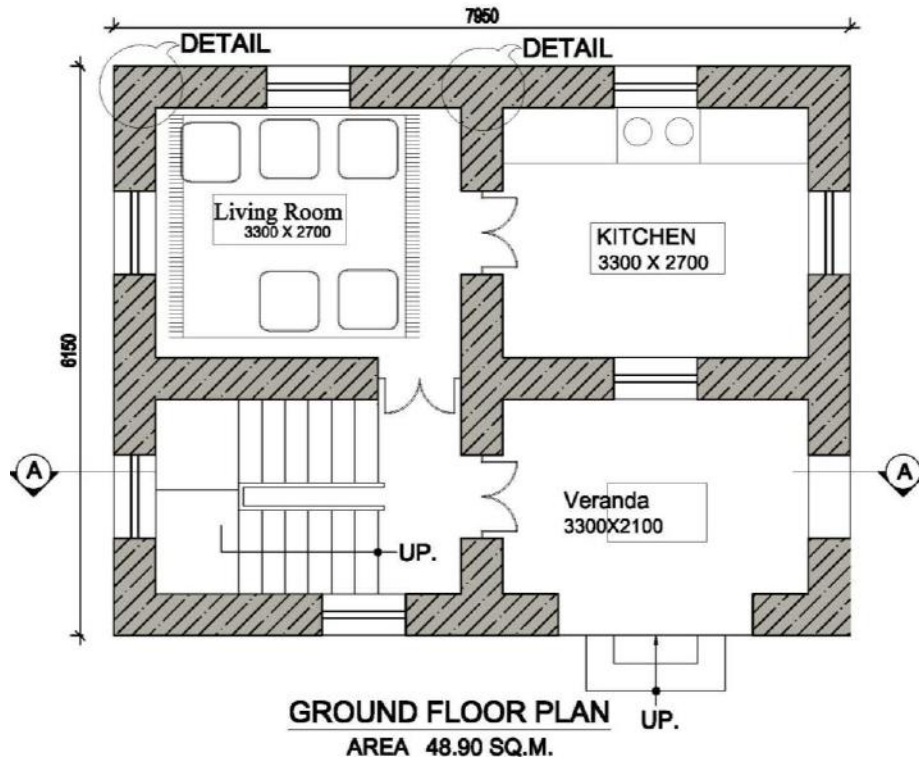 7950
DETAIL
DETAIL
Living Room
3300 X 2700
KITCHEN
3300 X 2700
6150
A
A
Veranda
3300X2100
UP.
UP.
GROUND FLOOR PLAN
AREA 48.90 SQ.M.